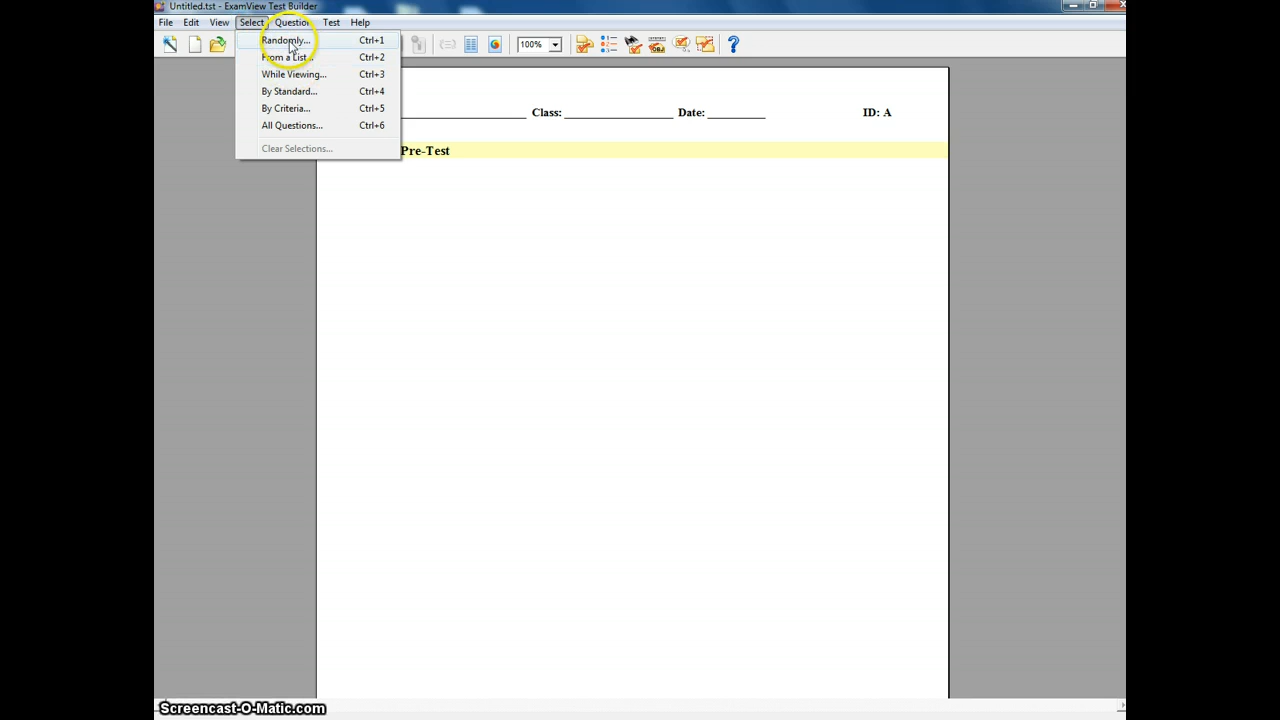 Untitled.tst - ExamView Test Builder
File Edit View Select Question Test Help
Randomly... Ctrl+1
From a List... Ctrl+2
While Viewing... Ctrl+3
By Standard... Ctrl+4
By Criteria... Ctrl+5
All Questions... Ctrl+6
Clear Selections...
100%
Class: Date: ID: A
Pre-Test
Screencast-O-Matic.com